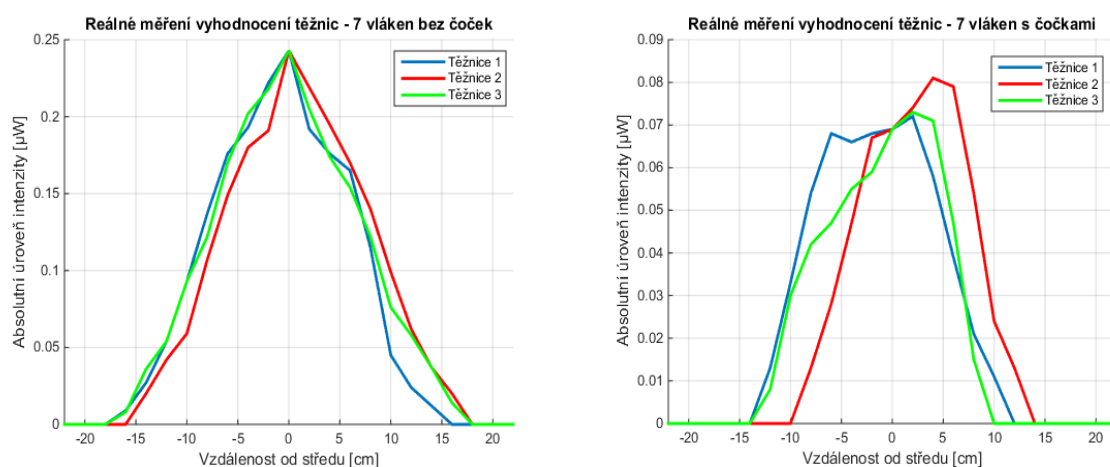 Reálné měření vyhodnocení těžnic - 7 vláken bez čoček
0.25
0.2
0.15
0.1
0.05
0
-20
-15
-10
-5
0
5
10
15
20
Absolutní úroveň intenzity [µW]
Vzdálenost od středu [cm]
Těžnice 1
Těžnice 2
Těžnice 3
Reálné měření vyhodnocení těžnic - 7 vláken s čočkami
0.09
0.08
0.07
0.06
0.05
0.04
0.03
0.02
0.01
0
-20
-15
-10
-5
0
5
10
15
20
Absolutní úroveň intenzity [µW]
Vzdálenost od středu [cm]
Těžnice 1
Těžnice 2
Těžnice 3